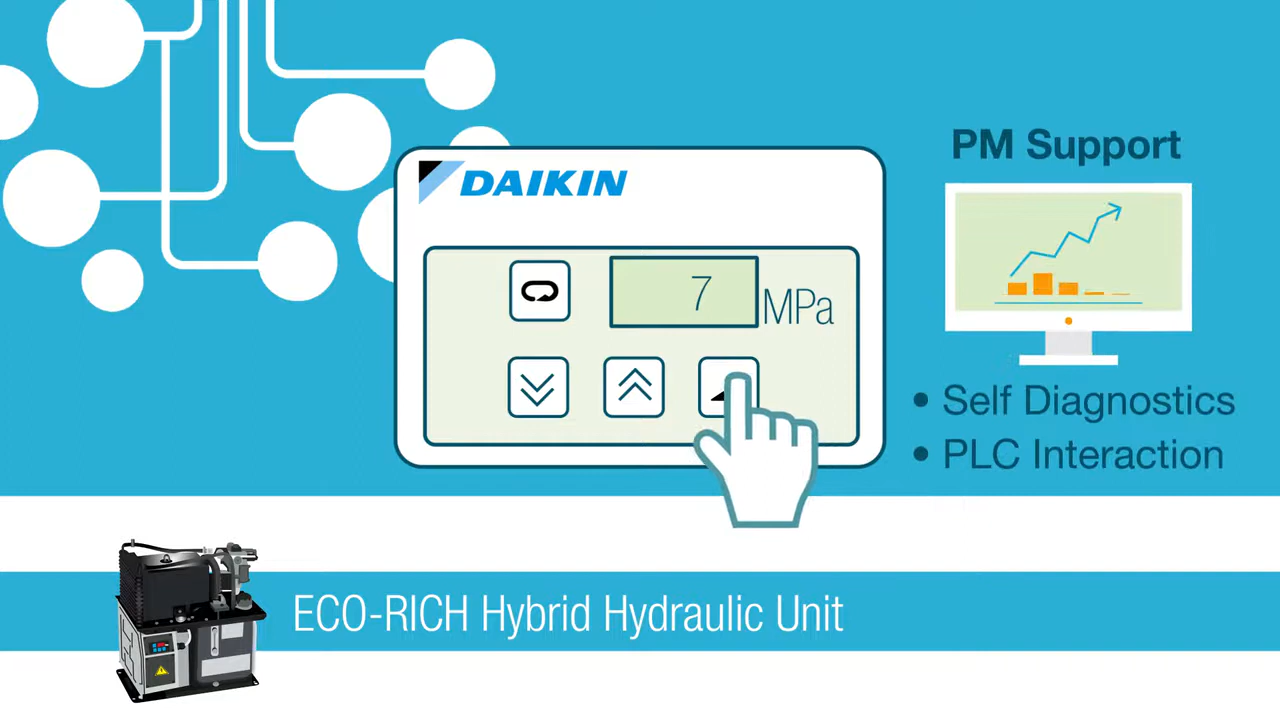 DAIKIN
7 MPa
PM Support
• Self Diagnostics
• PLC Interaction
ECO-RICH Hybrid Hydraulic Unit